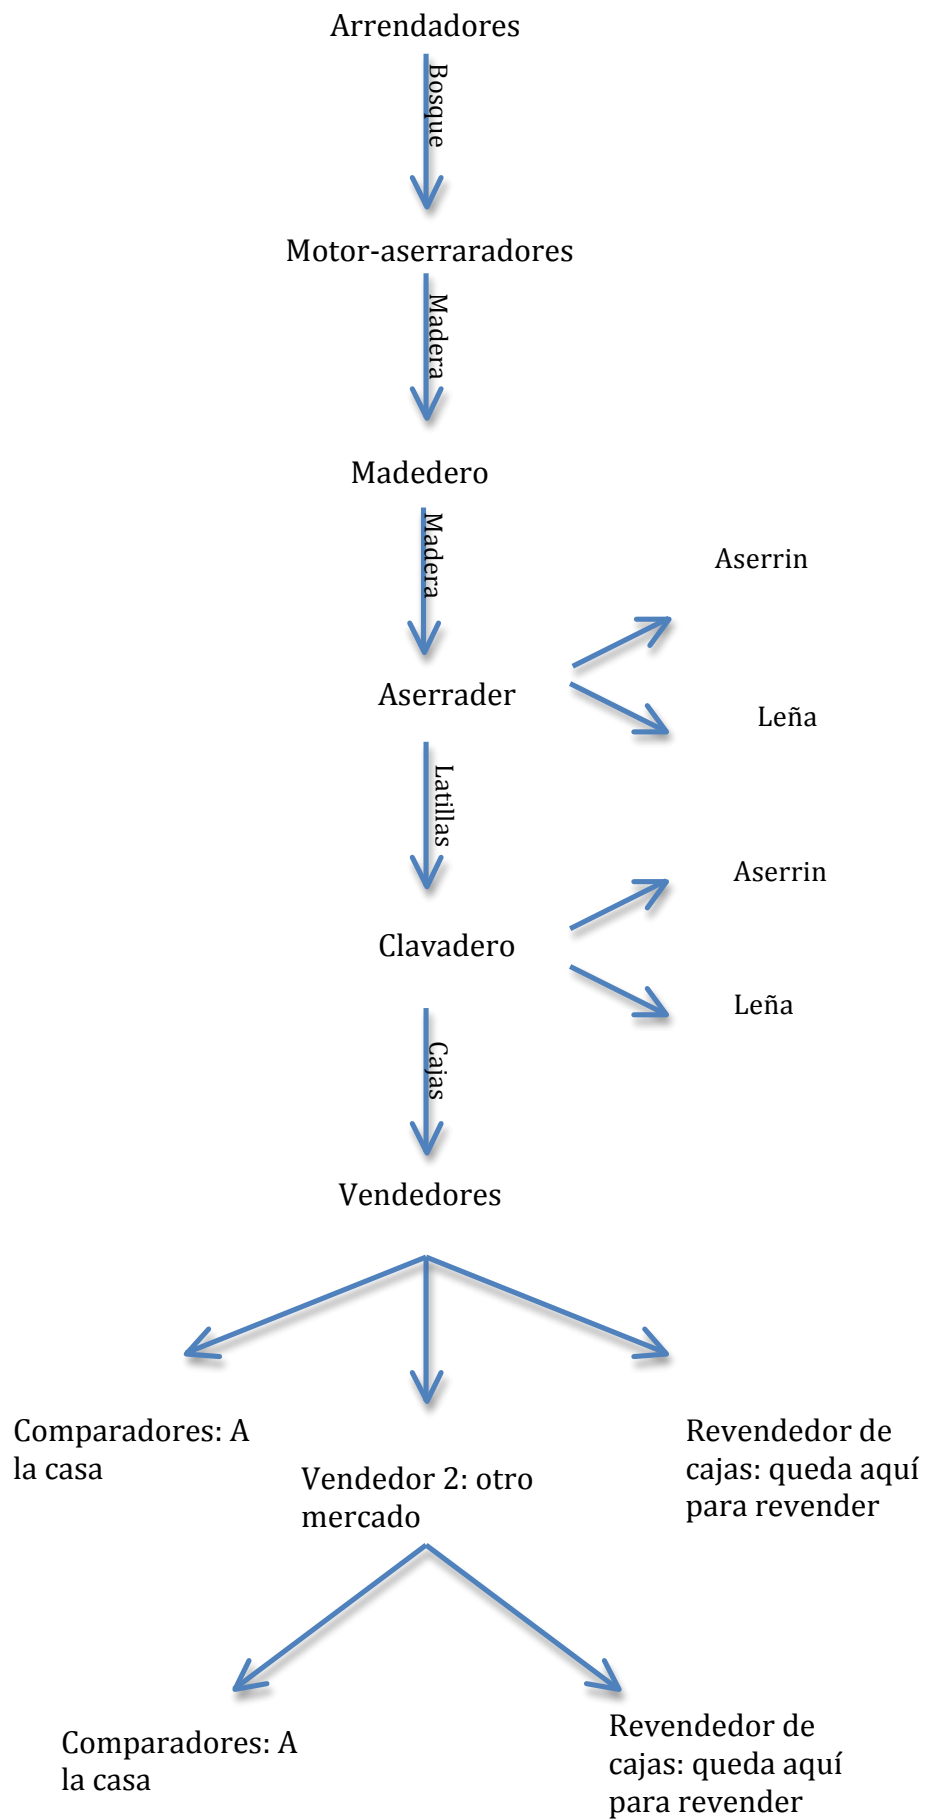 Arrendadores
Bosque
Motor-aserraradores
Madera
Madedero
Madera
Aserrin
Aserrader
Leña
Latillas
Aserrin
Clavadero
Leña
Cajas
Vendedores
Comparadores: A
la casa
Vendedor 2: otro
mercado
Revendedor de
cajas: queda aquí
para revender
Comparadores: A
la casa
Revendedor de
cajas: queda aquí
para revender